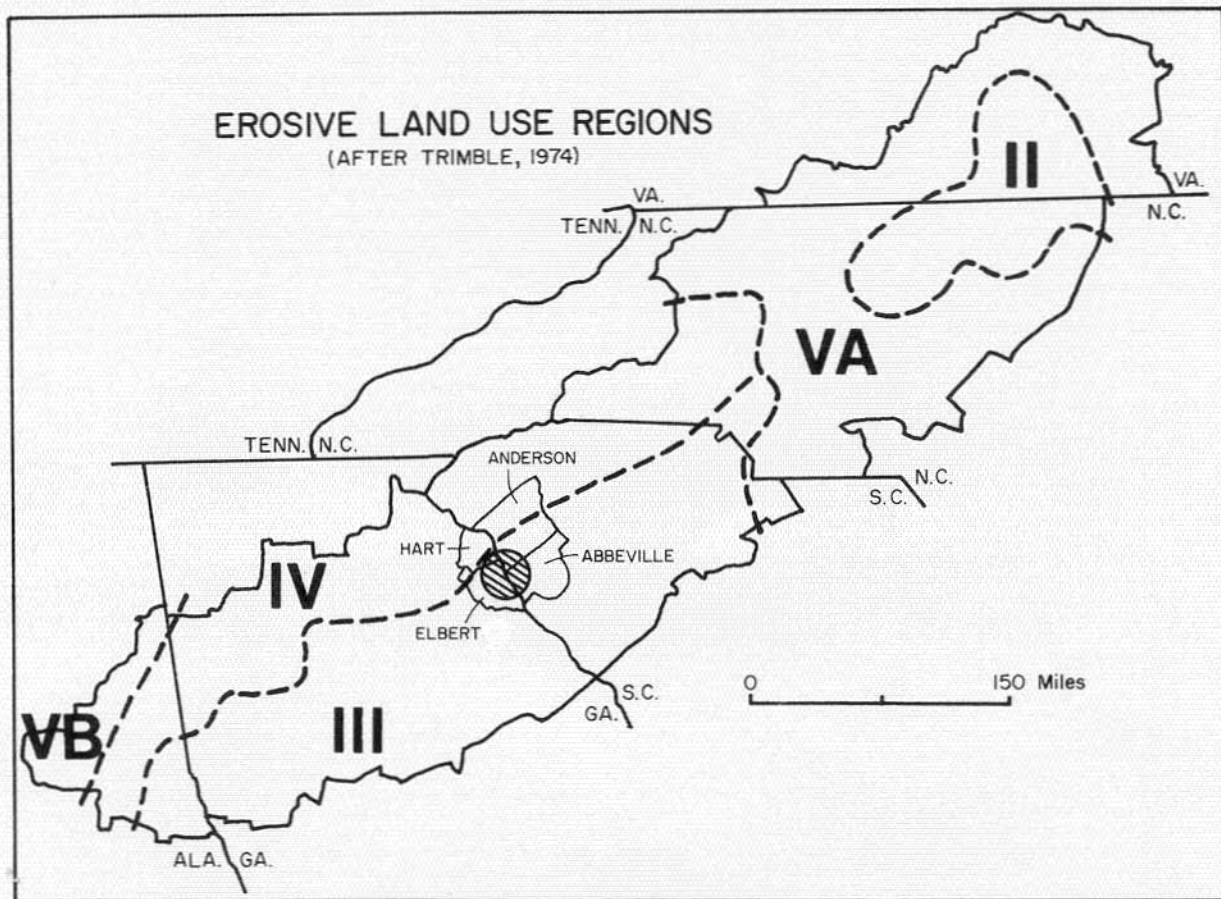 EROSIVE LAND USE REGIONS
(AFTER TRIMBLE, 1974)
II
VA.
VA.
TENN. N.C.
N.C.
VA
TENN. N.C.
ANDERSON
N.C.
S.C.
HART
ABBEVILLE
IV
ELBERT
S.C.
GA.
0 150 Miles
VB
III
ALA. GA.